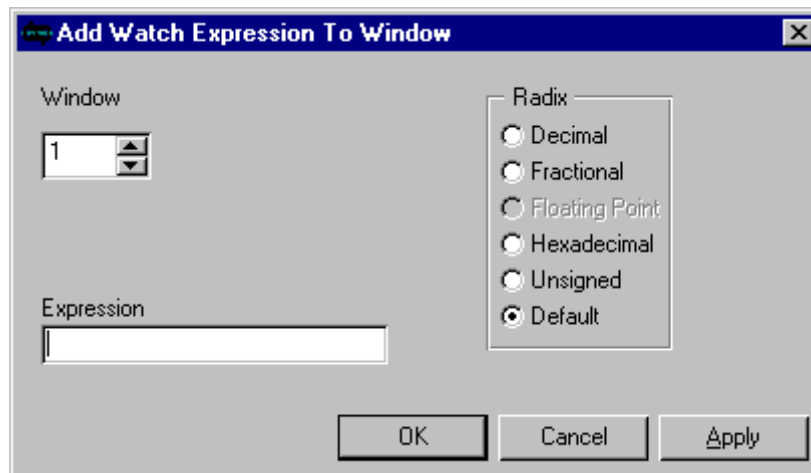 Add Watch Expression To Window
Window
1
Radix
Decimal
Fractional
Floating Point
Hexadecimal
Unsigned
Default
Expression
OK
Cancel
Apply